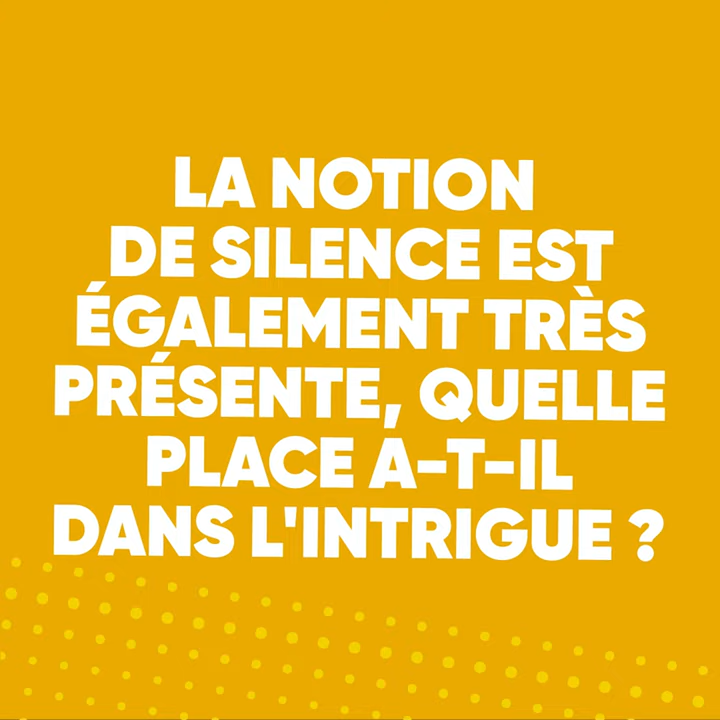 LA NOTION
DE SILENCE EST
ÉGALEMENT TRÈS
PRÉSENTE, QUELLE
PLACE A-T-IL
DANS L'INTRIGUE ?